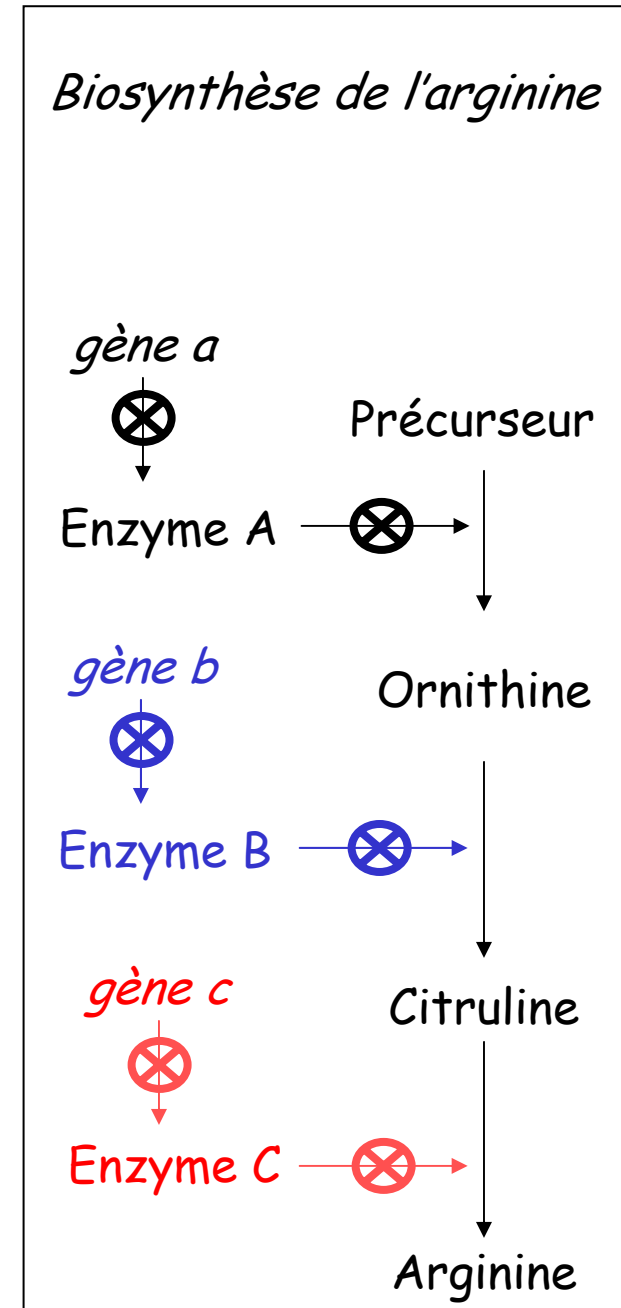 Biosynthèse de l'arginine
gène a
Précurseur
Enzyme A
gène b
Ornithine
Enzyme B
gène c
Citruline
Enzyme C
Arginine